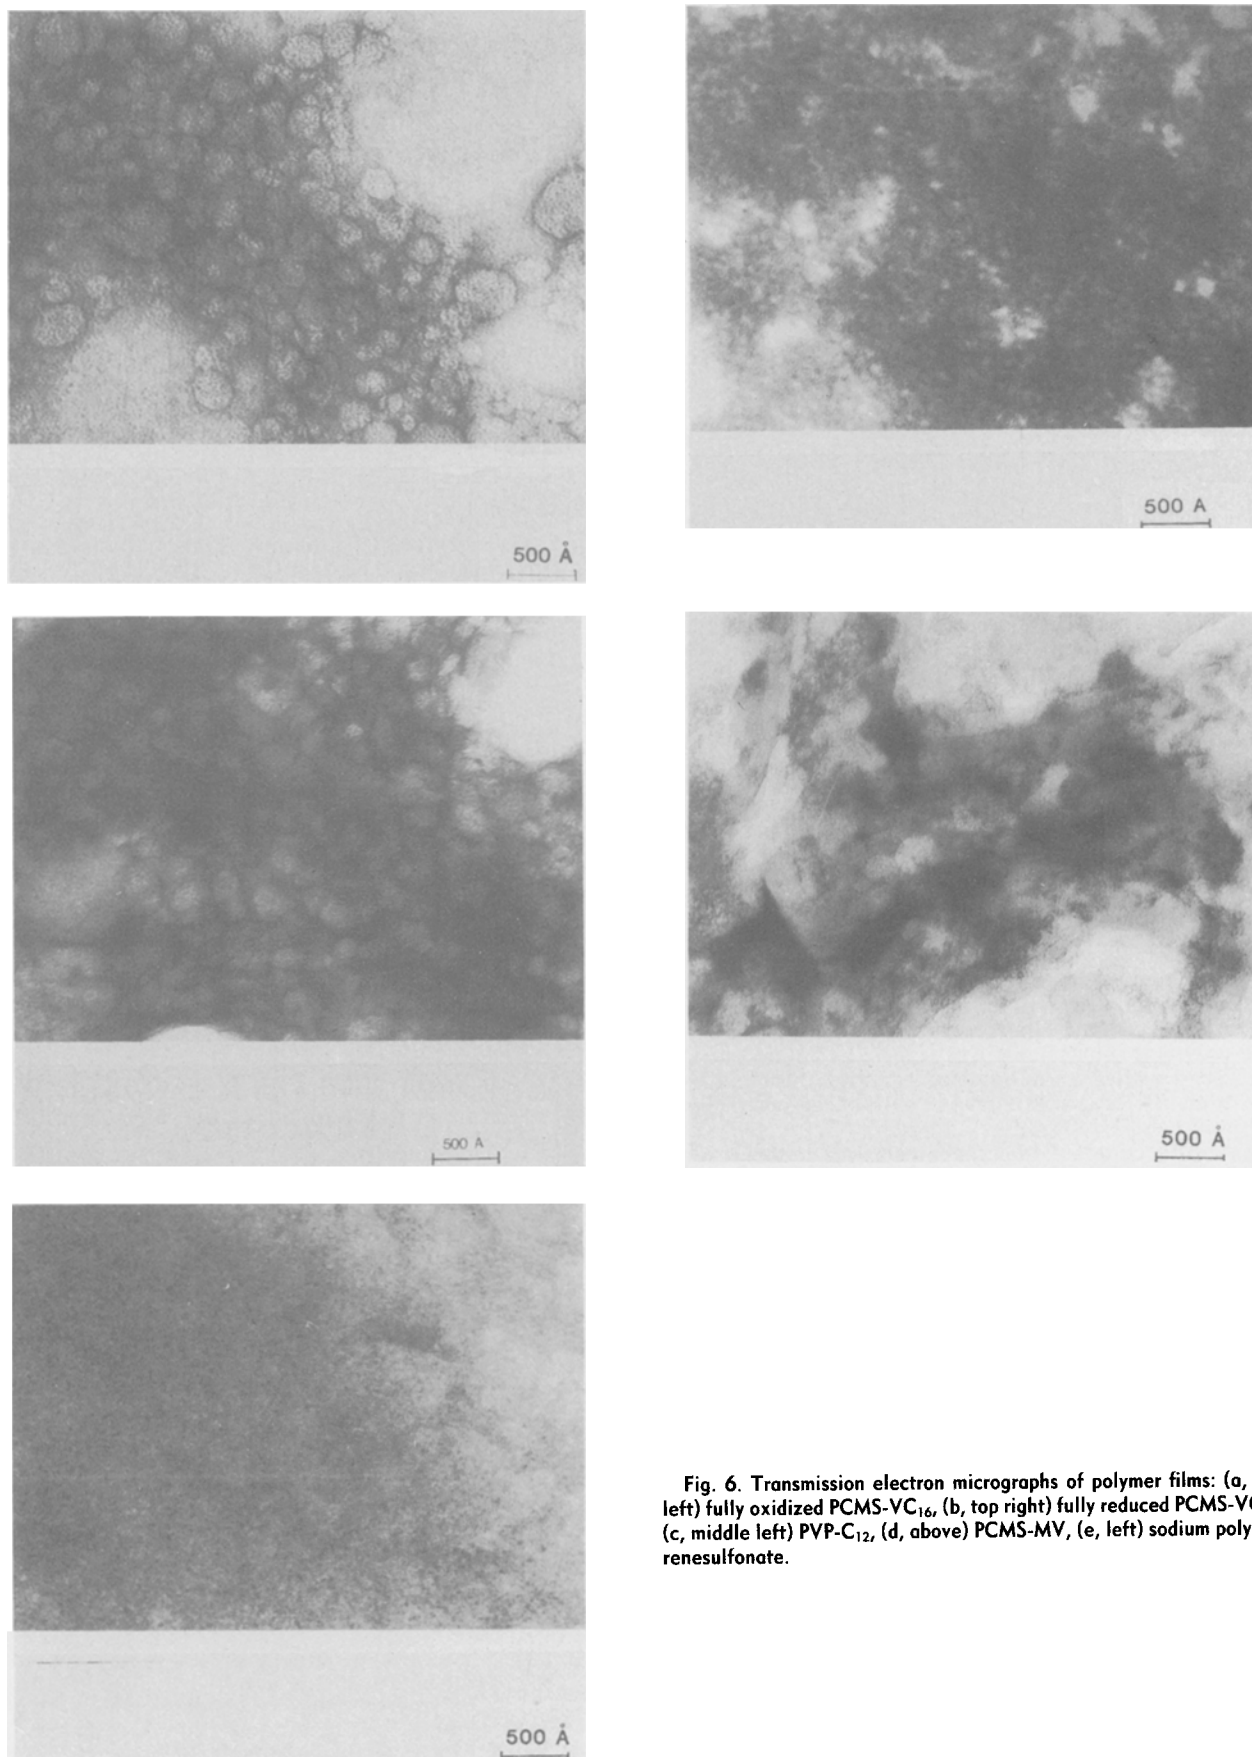 500 Å
500 A
500 A
500 Å
500 Å
Fig. 6. Transmission electron micrographs of polymer films: (a,
left) fully oxidized PCMS-VC₁₆, (b, top right) fully reduced PCMS-V
(c, middle left) PVP-C₁₂, (d, above) PCMS-MV, (e, left) sodium poly
renesulfonate.